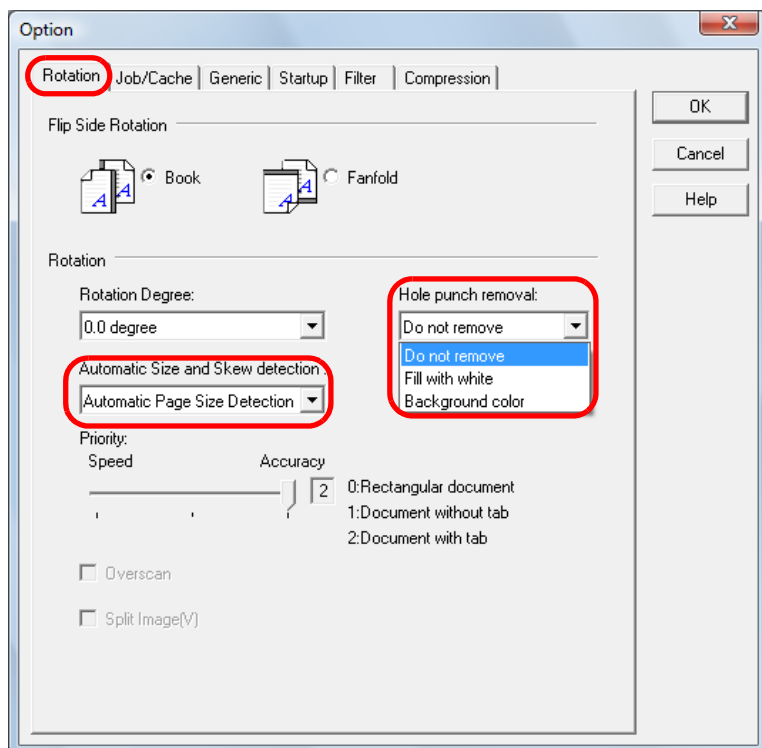 Option
Rotation Job/Cache Generic Startup Filter Compression
OK
Cancel
Help
Flip Side Rotation
A A Book A A Fanfold
Rotation
Rotation Degree:
0.0 degree
Hole punch removal:
Do not remove
Do not remove
Fill with white
Background color
Automatic Size and Skew detection :
Automatic Page Size Detection
Priority:
Speed Accuracy
2
0:Rectangular document
1:Document without tab
2:Document with tab
Overscan
Split Image(V)